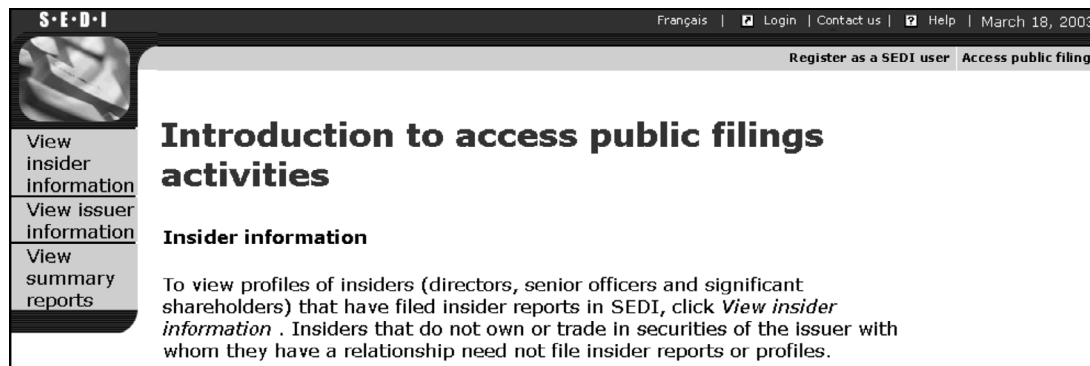 S•E•D•I
Français | Login | Contact us | ? Help | March 18, 2003
Register as a SEDI user Access public filing
View
insider
information
View issuer
information
View
summary
reports
Introduction to access public filings
activities
Insider information
To view profiles of insiders (directors, senior officers and significant
shareholders) that have filed insider reports in SEDI, click View insider
information . Insiders that do not own or trade in securities of the issuer with
whom they have a relationship need not file insider reports or profiles.